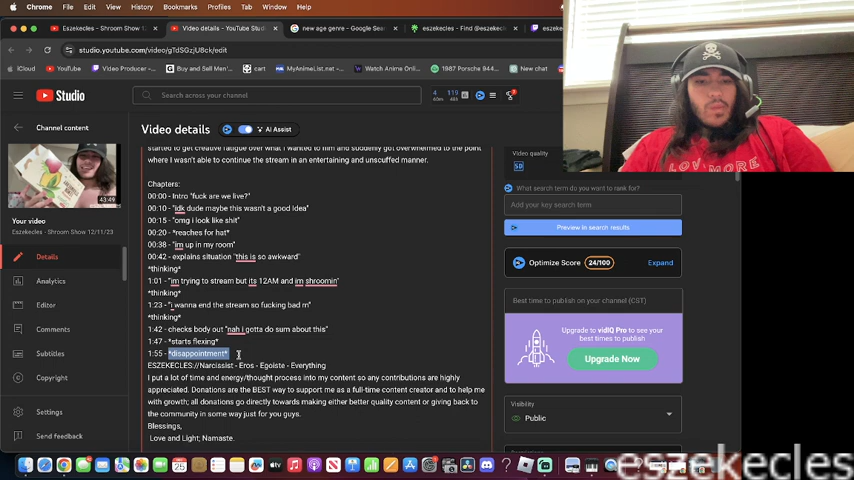 Chrome File Edit View History Bookmarks Profiles Tab Window Help
Eszekecles – Shroom Show 12/1 Video details - YouTube Studio new age genre - Google Sear eszekecles - Find @eszekecles
studio.youtube.com/video/gTdSGzjU8ck/edit
iCloud YouTube Video Producer -... Buy and Sell Men'... cart MyAnimeList.net -... Watch Anime Onlin... 1987 Porsche 944... New chat
Studio
Search across your channel
Channel content
Video details
AI Assist
started to get creative fatigue over what I wanted to film and suddenly got overwhelmed to the point
where I wasn't able to continue the stream in an entertaining and unscuffed manner.
Chapters:
00:00 - Intro "fuck are we live?"
00:10 - "idk dude maybe this wasn't a good Idea"
00:15 - "omg i look like shit"
00:20 - *reaches for hat*
00:38 - "im up in my room"
00:42 - explains situation "this is so awkward"
*thinking*
1:01 - "im trying to stream but its 12AM and im shroomin"
*thinking*
1:23 - "i wanna end the stream so fucking bad rn"
*thinking*
1:42 - checks body out "nah i gotta do sum about this"
1:47 - *starts flexing*
1:55 - *disappointment*
ESZEKECLES://Narcissist - Eros - Egoiste - Everything
I put a lot of time and energy/thought process into my content so any contributions are highly
appreciated. Donations are the BEST way to support me as a full-time content creator and to help me
with growth; all donations go directly towards making either better quality content or giving back to
the community in some way just for you guys.
Blessings,
Love and Light; Namaste.
43:49
Your video
Eszekecles - Shroom Show 12/11/23
Details
Analytics
Editor
Comments
Subtitles
Copyright
Settings
Send feedback
Video quality
SD
What search term do you want to rank for?
Add your key search term
Preview in search results
Optimize Score 24/100 Expand
Best time to publish on your channel (CST)
Upgrade to vidIQ Pro to see your
best times to publish!
Upgrade Now
Visibility
Public
LOVE MORE
eszekecles